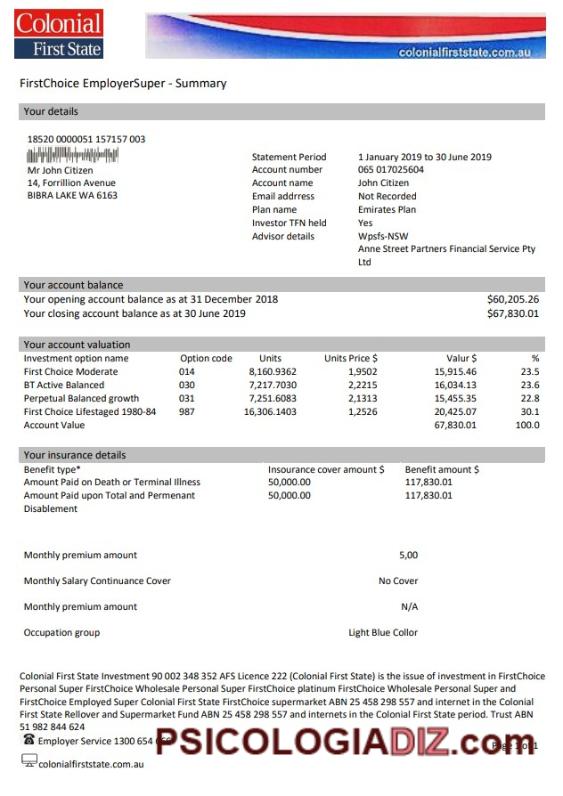 Colonial
First State
colonialfirststate.com.au
FirstChoice EmployerSuper - Summary
Your details
18520 0000051 157157 003
Mr John Citizen
14, Forrillion Avenue
BIBRA LAKE WA 6163
Statement Period 1 January 2019 to 30 June 2019
Account number 065 017025604
Account name John Citizen
Email adrress Not Recorded
Plan name Emirates Plan
Investor TFN held Yes
Advisor details Wpsfs-NSW
Anne Street Partners Financial Service Pty
Ltd
Your account balance
Your opening account balance as at 31 December 2018 $60,205.26
Your closing account balance as at 30 June 2019 $67,830.01
Your account valuation
Investment option name Option code Units Units Price $ Valur $ %
First Choice Moderate 014 8,160.9362 1,9502 15,915.46 23.5
BT Active Balanced 030 7,217.7030 2,2215 16,034.13 23.6
Perpetual Balanced growth 031 7,251.6083 2,1313 15,455.35 22.8
First Choice Lifestaged 1980-84 987 16,306.1403 1,2526 20,425.07 30.1
Account Value 67,830.01 100.0
Your insurance details
Benefit type* Insourance cover amount $ Benefit amount $
Amount Paid on Death or Terminal Illness 50,000.00 117,830.01
Amount Paid upon Total and Permenant 50,000.00 117,830.01
Disablement
Monthly premium amount 5,00
Monthly Salary Continuance Cover No Cover
Monthly premium amount N/A
Occupation group Light Blue Collor
Colonial First State Investment 90 002 348 352 AFS Licence 222 (Colonial First State) is the issue of investment in FirstChoice
Personal Super FirstChoice Wholesale Personal Super FirstChoice platinum FirstChoice Wholesale Personal Super and
FirstChoice Employed Super Colonial First State FirstChoice supermarket ABN 25 458 298 557 and internet in the Colonial
First State Rellover and Supermarket Fund ABN 25 458 298 557 and internets in the Colonial First State period. Trust ABN
51 982 844 624
Employer Service 1300 654
PSICOLOGIADIZ.com
colonialfirststate.com.au